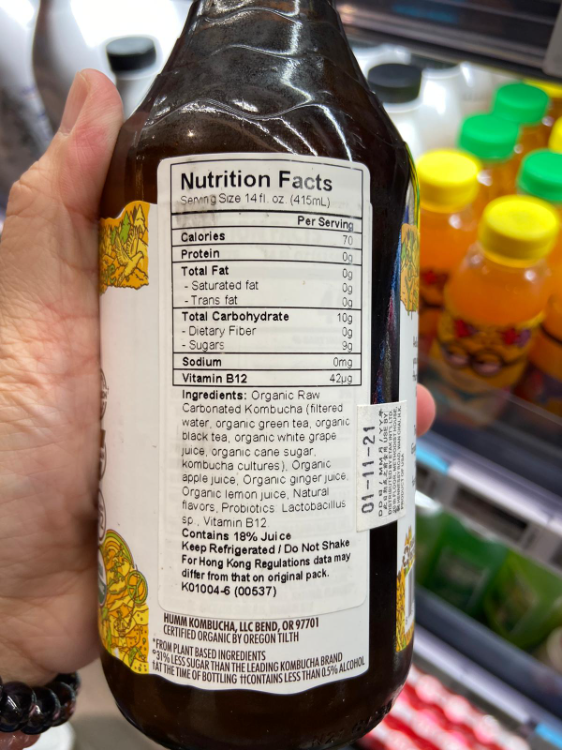 Nutrition Facts
Serving Size 14 fl. oz. (415mL)
Per Serving
Calories 70
Protein 0g
Total Fat 0g
- Saturated fat 0g
- Trans fat 0g
Total Carbohydrate 10g
- Dietary Fiber 0g
- Sugars 9g
Sodium 0mg
Vitamin B12 42µg
Ingredients: Organic Raw
Carbonated Kombucha (filtered
water, organic green tea, organic
black tea, organic white grape
juice, organic cane sugar,
kombucha cultures), Organic
apple juice, Organic ginger juice,
Organic lemon juice, Natural
flavors, Probiotics: Lactobacillus
sp., Vitamin B12.
Contains 18% Juice
Keep Refrigerated / Do Not Shake
For Hong Kong Regulations data may
differ from that on original pack.
K01004-6 (00537)
HUMM KOMBUCHA, LLC BEND, OR 97701
CERTIFIED ORGANIC BY OREGON TILTH
*FROM PLANT BASED INGREDIENTS
°31% LESS SUGAR THAN THE LEADING KOMBUCHA BRAND
†AT THE TIME OF BOTTLING ††CONTAINS LESS THAN 0.5% ALCOHOL
01-11-21
PRODUCT OF USA